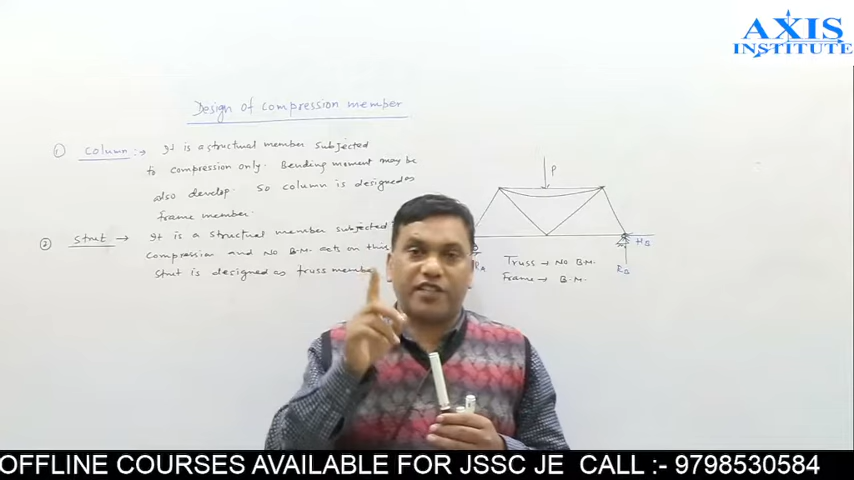 AXIS
INSTITUTE
Design of compression member
① Column :→ It is a structural member subjected
to compression only. Bending moment may be
also develop. So column is designed as
frame member.
② Strut → It is a structural member subjected
compression and No B.M. acts on this
Strut is designed as truss member
P
HB
RA
RB
Truss → No B.M.
Frame → B.M.
OFFLINE COURSES AVAILABLE FOR JSSC JE CALL :- 9798530584